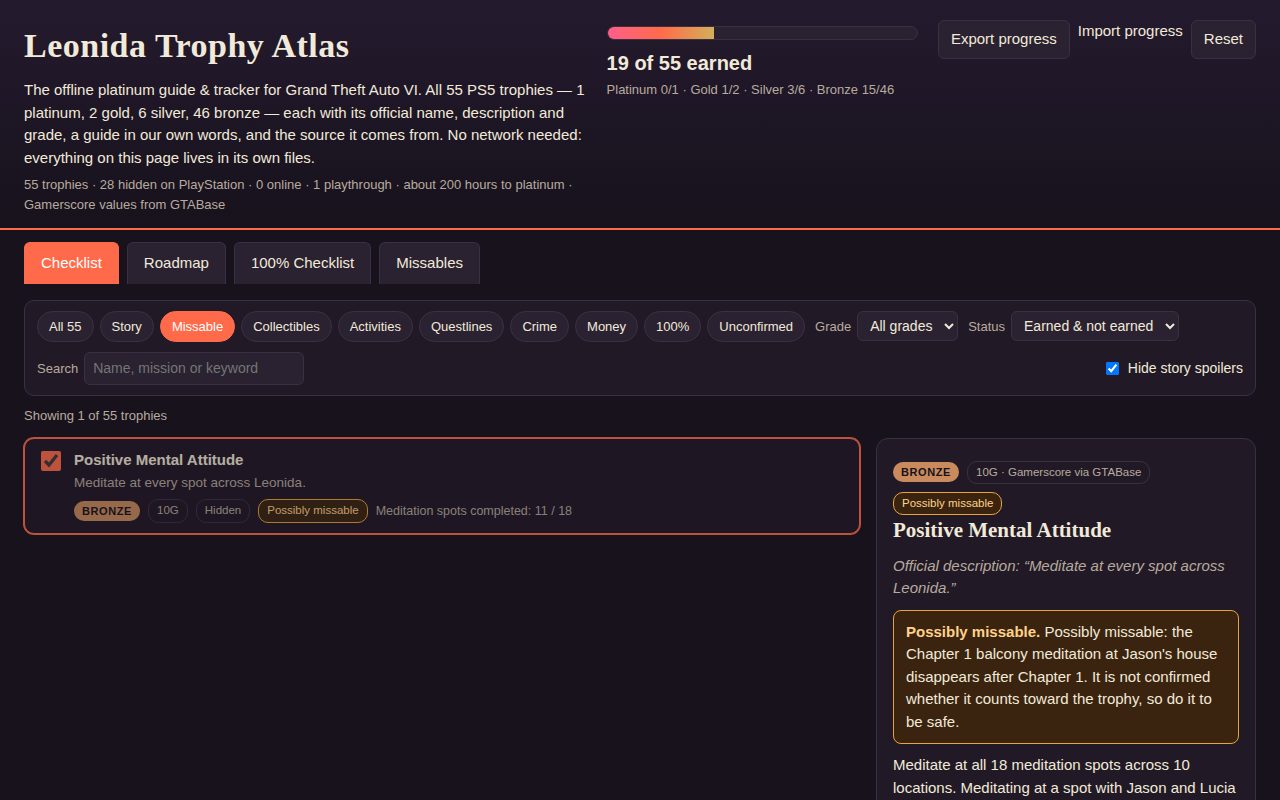 Leonida Trophy Atlas
The offline platinum guide & tracker for Grand Theft Auto VI. All 55 PS5 trophies — 1
platinum, 2 gold, 6 silver, 46 bronze — each with its official name, description and
grade, a guide in our own words, and the source it comes from. No network needed:
everything on this page lives in its own files.
55 trophies · 28 hidden on PlayStation · 0 online · 1 playthrough · about 200 hours to platinum ·
Gamerscore values from GTABase
19 of 55 earned
Platinum 0/1 · Gold 1/2 · Silver 3/6 · Bronze 15/46
Export progress
Import progress
Reset
Checklist
Roadmap
100% Checklist
Missables
All 55
Story
Missable
Collectibles
Activities
Questlines
Crime
Money
100%
Unconfirmed
Grade
All grades
Status
Earned & not earned
Search
Name, mission or keyword
Hide story spoilers
Showing 1 of 55 trophies
Positive Mental Attitude
Meditate at every spot across Leonida.
BRONZE
10G
Hidden
Possibly missable
Meditation spots completed: 11 / 18
BRONZE
10G · Gamerscore via GTABase
Possibly missable
Positive Mental Attitude
Official description: “Meditate at every spot across
Leonida.”
Possibly missable. Possibly missable: the
Chapter 1 balcony meditation at Jason's house
disappears after Chapter 1. It is not confirmed
whether it counts toward the trophy, so do it to
be safe.
Meditate at all 18 meditation spots across 10
locations. Meditating at a spot with Jason and Lucia